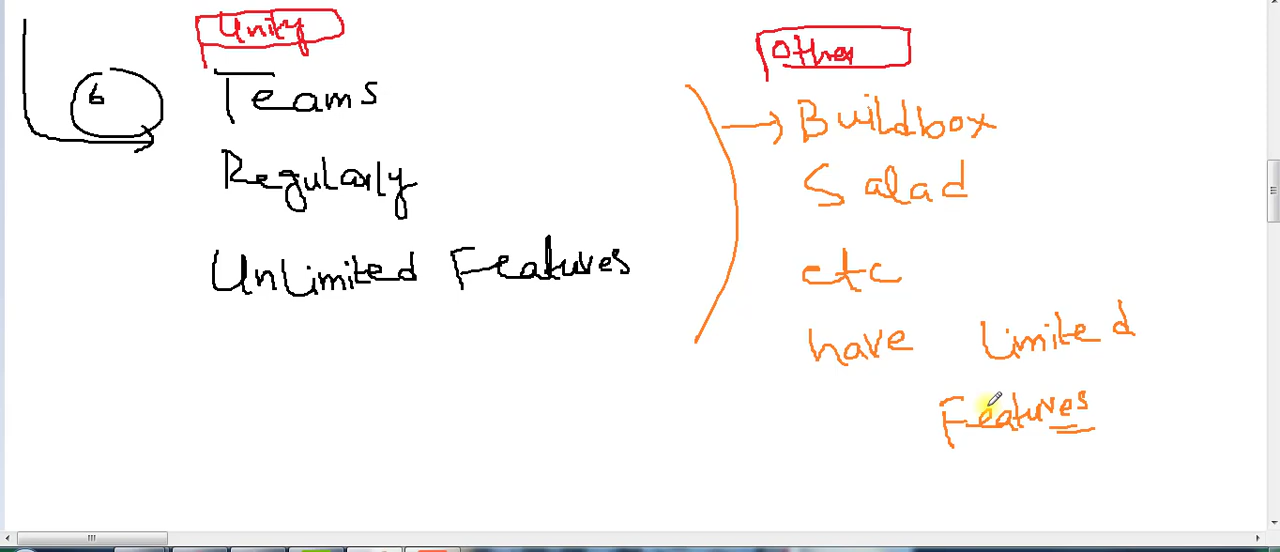 Unity
6
Teams
Regularly
UnLimited Features
Other
Buildbox
Salad
etc
have Limited
Features